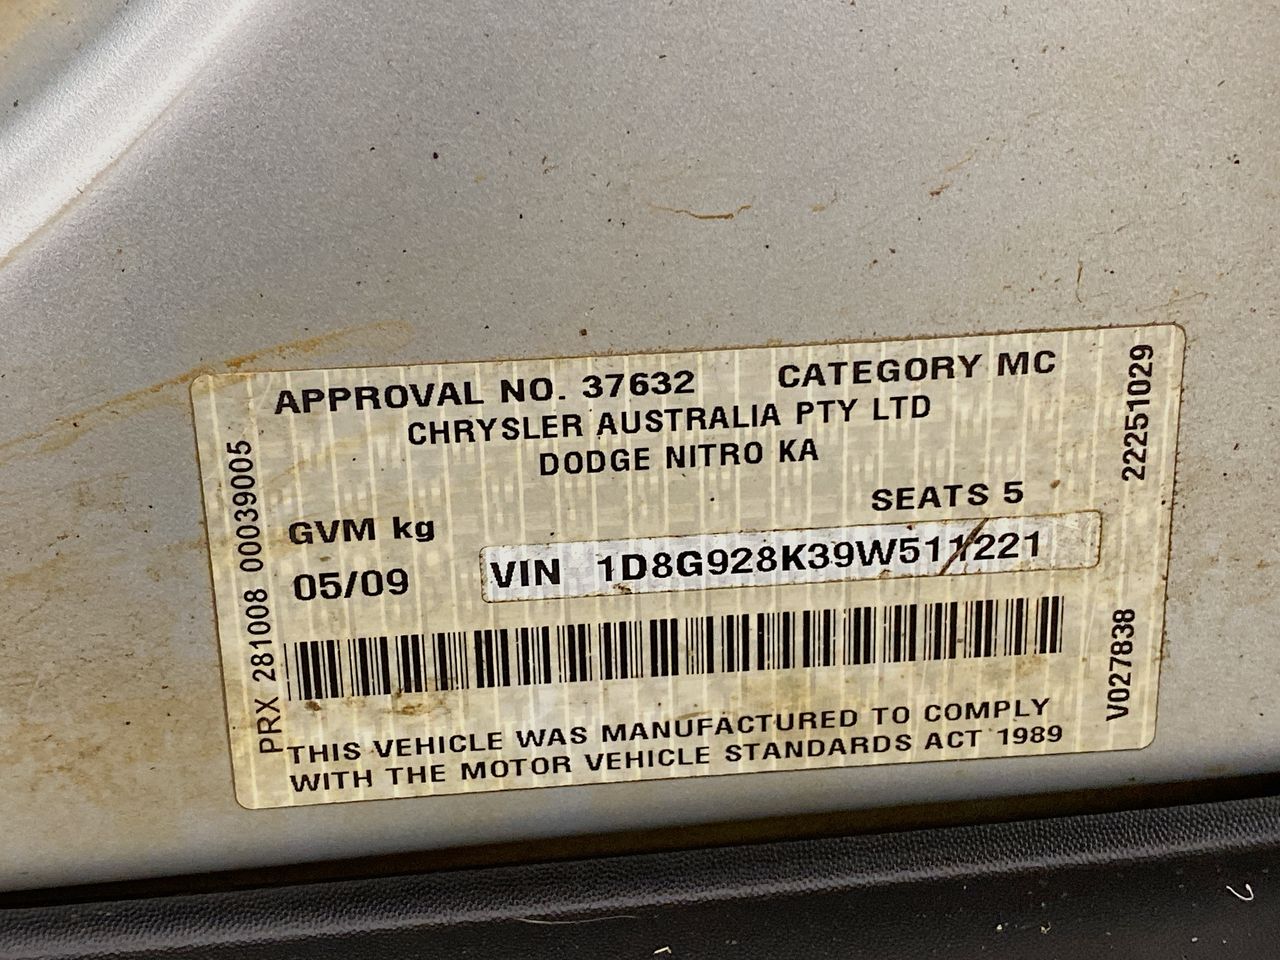 APPROVAL NO. 37632 CATEGORY MC
CHRYSLER AUSTRALIA PTY LTD
DODGE NITRO KA
SEATS 5
GVM kg
05/09
VIN 1D8G928K39W511221
THIS VEHICLE WAS MANUFACTURED TO COMPLY
WITH THE MOTOR VEHICLE STANDARDS ACT 1989
PRX 281008 00039005
22251029
V027838